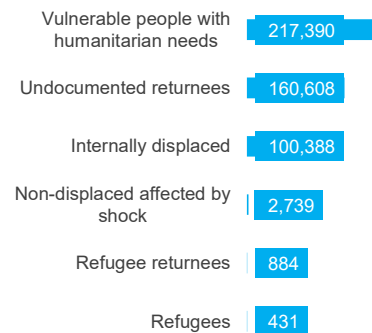 Vulnerable people with
humanitarian needs
217,390
Undocumented returnees
160,608
Internally displaced
100,388
Non-displaced affected by
shock
2,739
Refugee returnees
884
Refugees
431